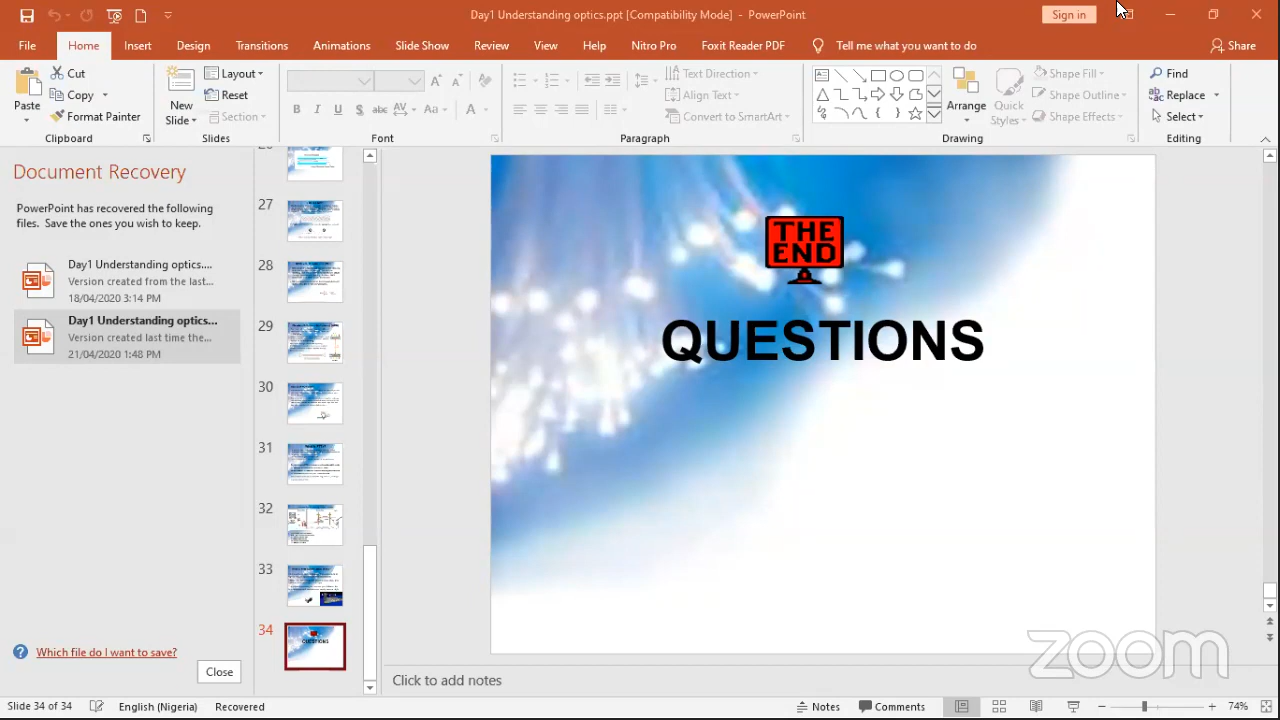 Day1 Understanding optics.ppt [Compatibility Mode] - PowerPoint
Sign in
File Home Insert Design Transitions Animations Slide Show Review View Help Nitro Pro Foxit Reader PDF Tell me what you want to do Share
Paste
Cut
Copy
Format Painter
Clipboard
New
Slide
Layout
Reset
Section
Slides
B I U S abc AV Aa A
Font
Text Direction
Align Text
Convert to SmartArt
Paragraph
Arrange
Quick
Styles
Shape Fill
Shape Outline
Shape Effects
Drawing
Find
Replace
Select
Editing
Document Recovery
PowerPoint has recovered the following
files. Save the ones you wish to keep.
Day1 Understanding optics....
Version created from the last...
18/04/2020 3:14 PM
Day1 Understanding optics...
Version created last time the...
21/04/2020 1:48 PM
Which file do I want to save?
Close
27
28
29
30
31
32
33
34
THE
END
QUESTIONS
zoom
Click to add notes
Slide 34 of 34 English (Nigeria) Recovered Notes Comments 74%